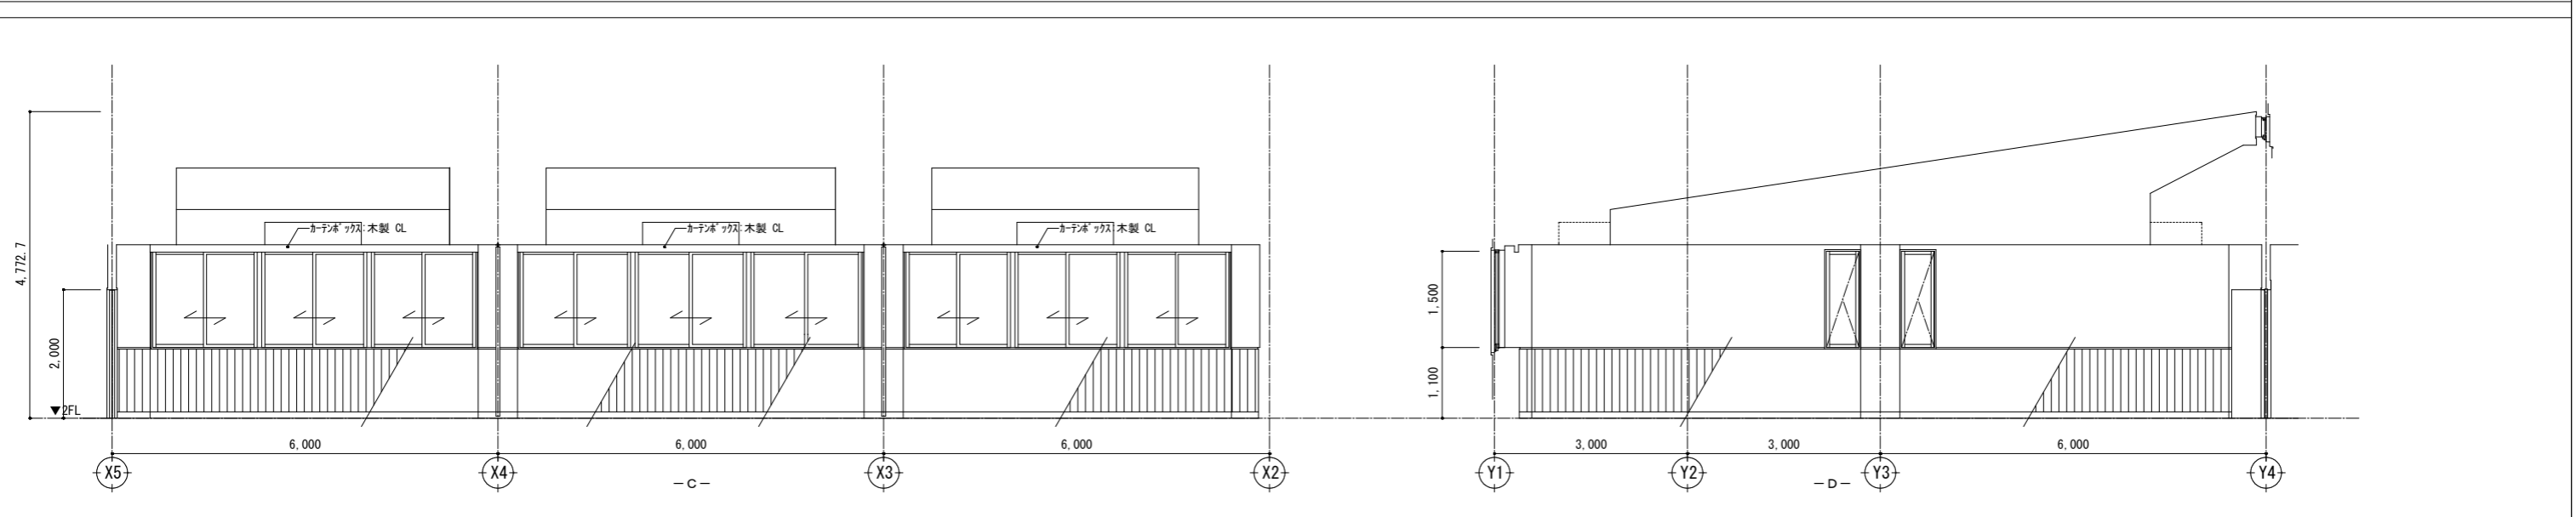 4,772.7
2,000
▼2FL
カーテンボックス:木製 CL
カーテンボックス:木製 CL
カーテンボックス:木製 CL
6,000
6,000
6,000
X5
X4
X3
X2
—C—
1,500
1,100
3,000
3,000
6,000
Y1
Y2
Y3
Y4
—D—